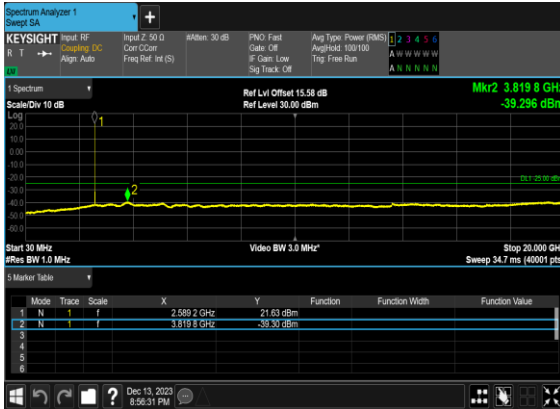 Spectrum Analyzer 1
Swept SA
+
KEYSIGHT
R T
Input: RF
Coupling: DC
Align: Auto
Input Z: 50 Ω
Corr CCorr
Freq Ref: Int (S)
#Atten: 30 dB
PNO: Fast
Gate: Off
IF Gain: Low
Sig Track: Off
Avg Type: Power (RMS)
Avg|Hold: 100/100
Trig: Free Run
1 2 3 4 5 6
A W W W W W
A N N N N N
1 Spectrum
Scale/Div 10 dB
Ref Lvl Offset 15.58 dB
Ref Level 30.00 dBm
Mkr2 3.819 8 GHz
-39.296 dBm
Log
20.0
10.0
0.00
-10.0
-20.0
-30.0
-40.0
-50.0
-60.0
1
2
DL1 -25.00 dBm
Start 30 MHz
#Res BW 1.0 MHz
Video BW 3.0 MHz*
Stop 20.000 GH
Sweep 34.7 ms (40001 pts
5 Marker Table
Mode Trace Scale X Y Function Function Width Function Value
1 N 1 f 2.589 2 GHz 21.63 dBm
2 N 1 f 3.819 8 GHz -39.30 dBm
3
4
5
6
?
Dec 13, 2023
8:56:31 PM